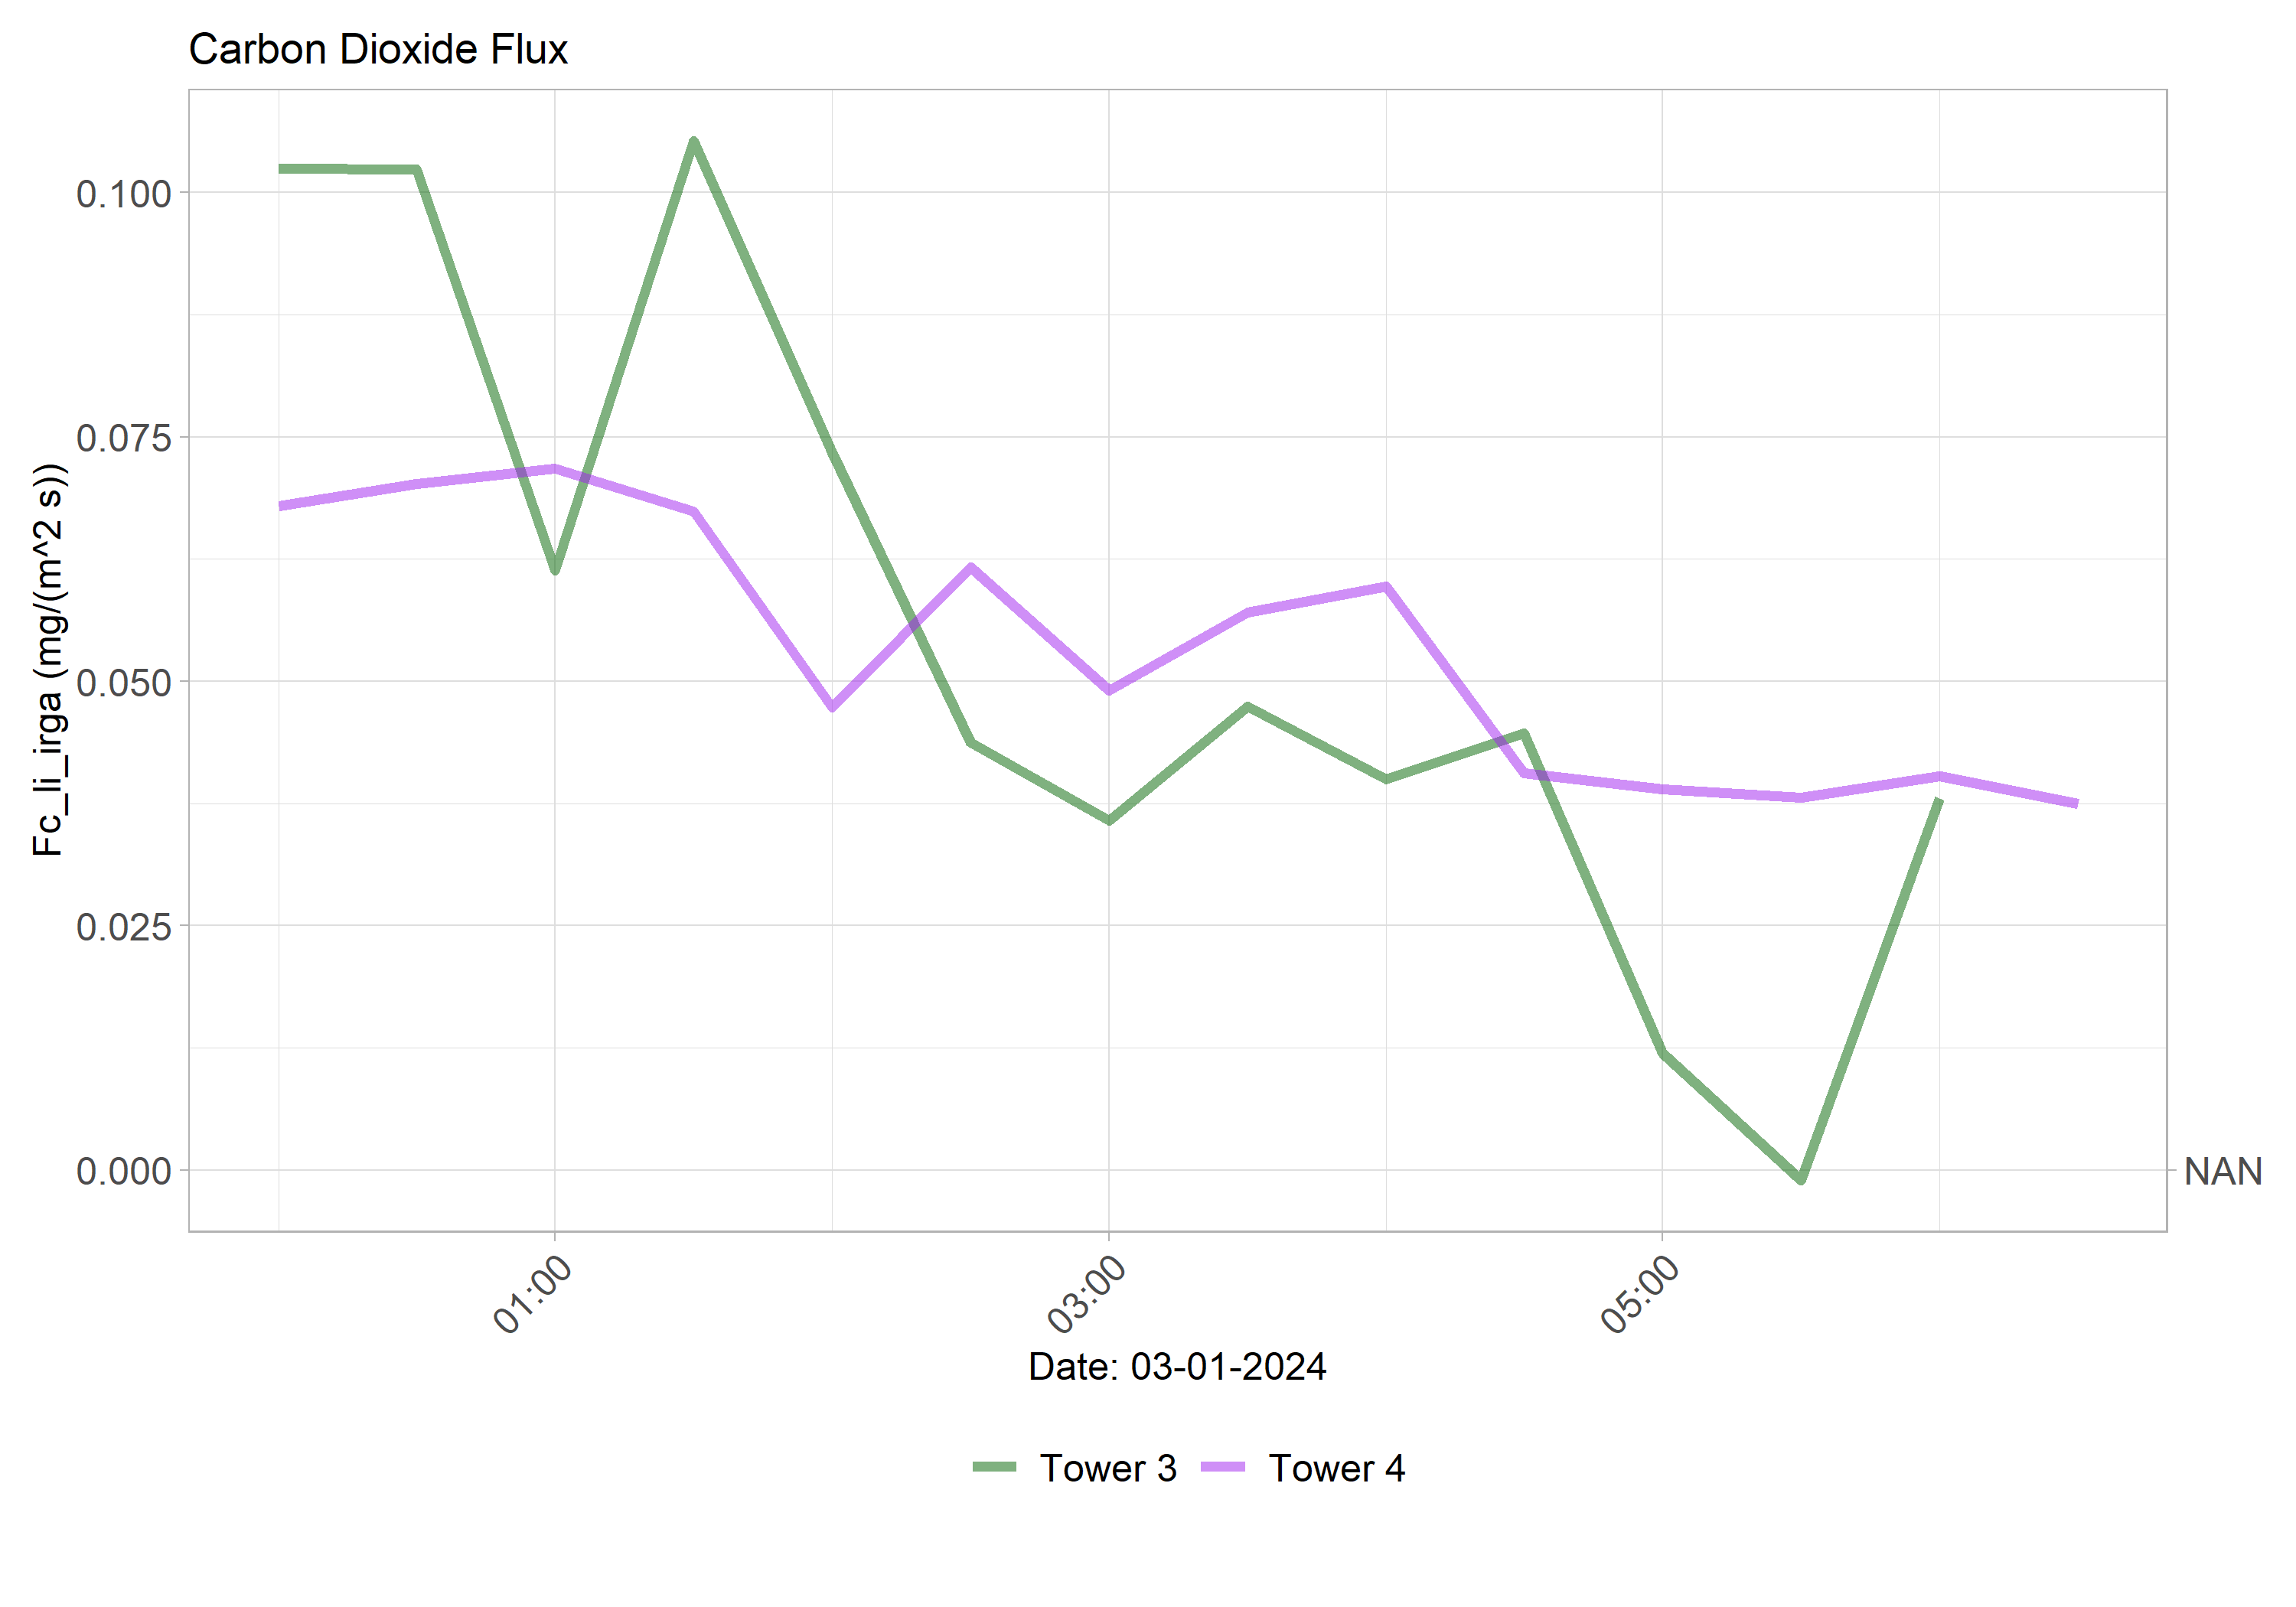 Carbon Dioxide Flux
Fc_li_irga (mg/(m^2 s))
0.100
0.075
0.050
0.025
0.000
NAN
01:00
03:00
05:00
Date: 03-01-2024
Tower 3
Tower 4